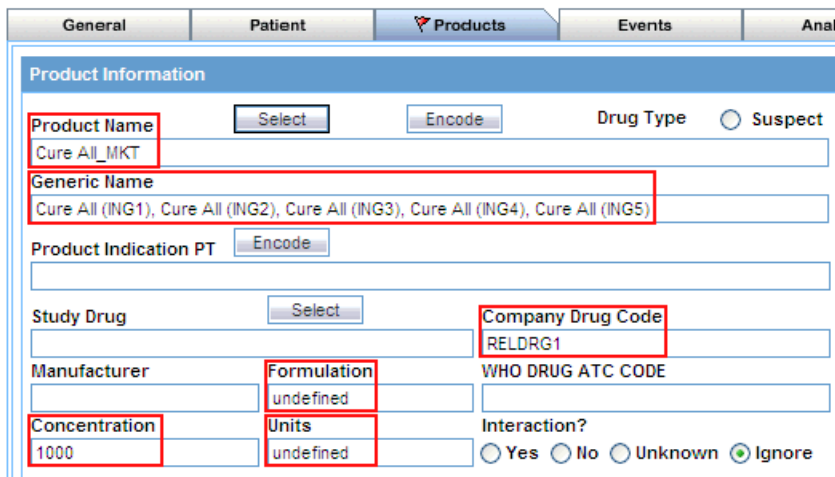 General Patient Products Events
Product Information
Product Name Select Encode Drug Type Suspect
Cure All_MKT
Generic Name
Cure All (ING1), Cure All (ING2), Cure All (ING3), Cure All (ING4), Cure All (ING5)
Product Indication PT Encode
Study Drug Select Company Drug Code
RELDRG1
Manufacturer Formulation WHO DRUG ATC CODE
undefined
Concentration Units Interaction?
1000 undefined Yes No Unknown Ignore